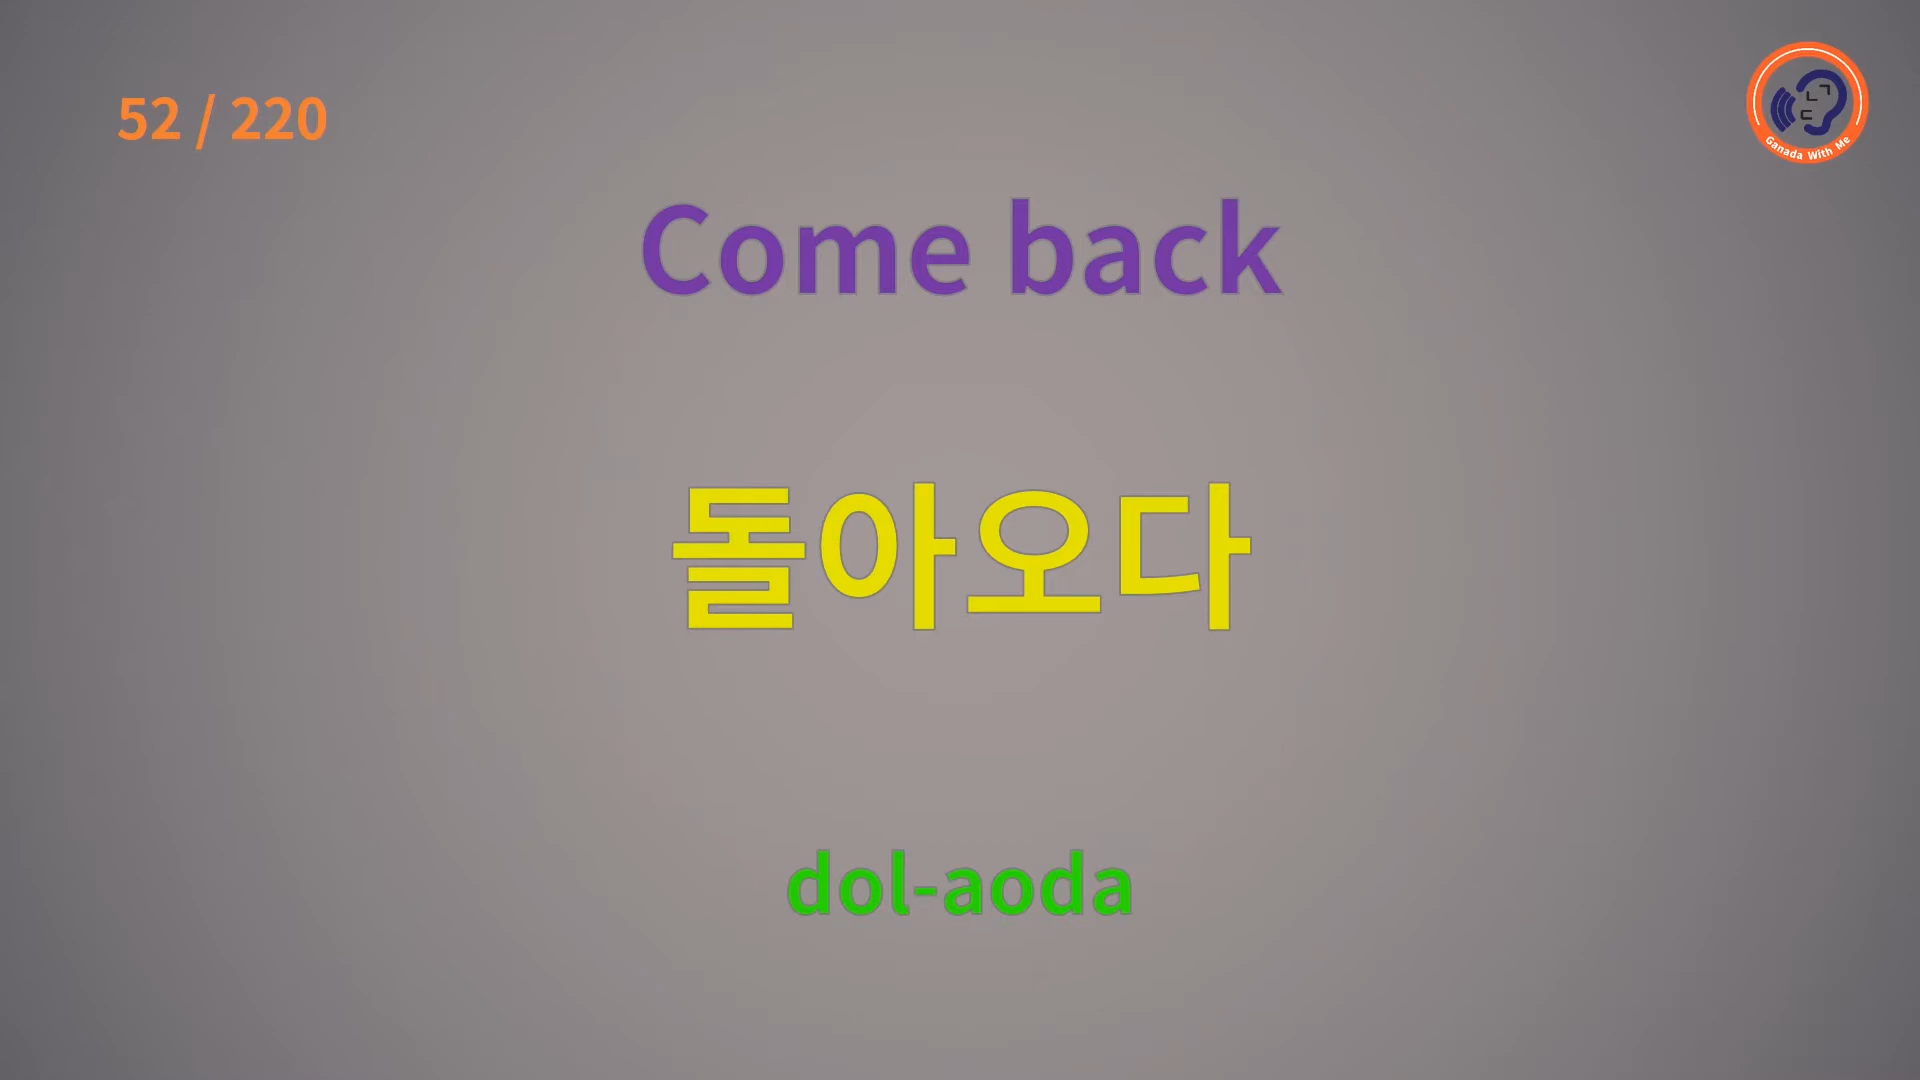 52 / 220
Ganada With Me
Come back
돌아오다
dol-aoda